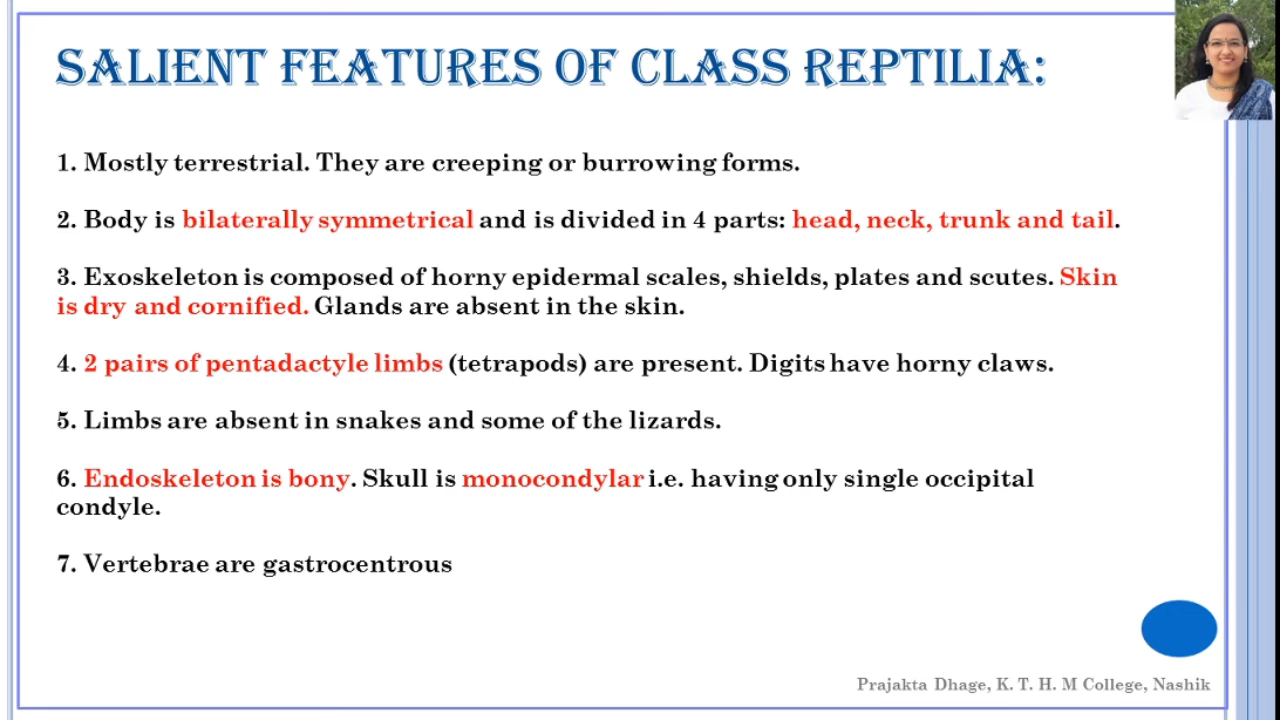 SALIENT FEATURES OF CLASS REPTILIA:
1. Mostly terrestrial. They are creeping or burrowing forms.
2. Body is bilaterally symmetrical and is divided in 4 parts: head, neck, trunk and tail.
3. Exoskeleton is composed of horny epidermal scales, shields, plates and scutes. Skin
is dry and cornified. Glands are absent in the skin.
4. 2 pairs of pentadactyle limbs (tetrapods) are present. Digits have horny claws.
5. Limbs are absent in snakes and some of the lizards.
6. Endoskeleton is bony. Skull is monocondylar i.e. having only single occipital
condyle.
7. Vertebrae are gastrocentrous
Prajakta Dhage, K. T. H. M College, Nashik